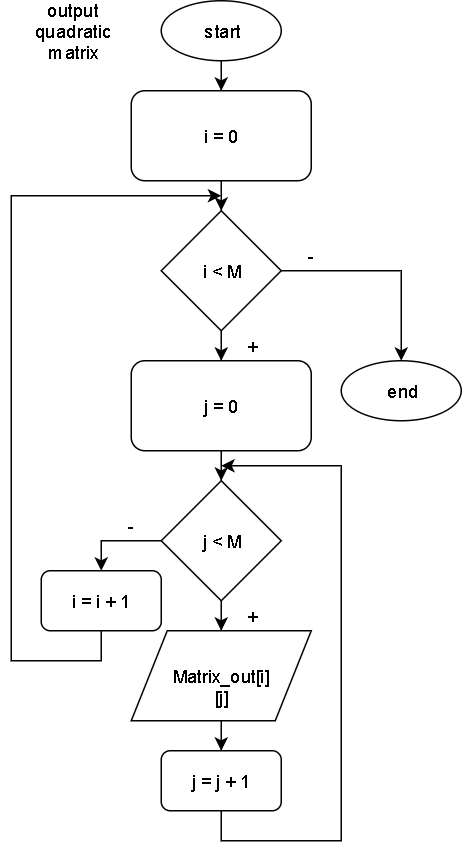 output
quadratic
matrix
start
i = 0
i < M
-
+
j = 0
end
j < M
-
i = i + 1
+
Matrix_out[i]
[j]
j = j + 1